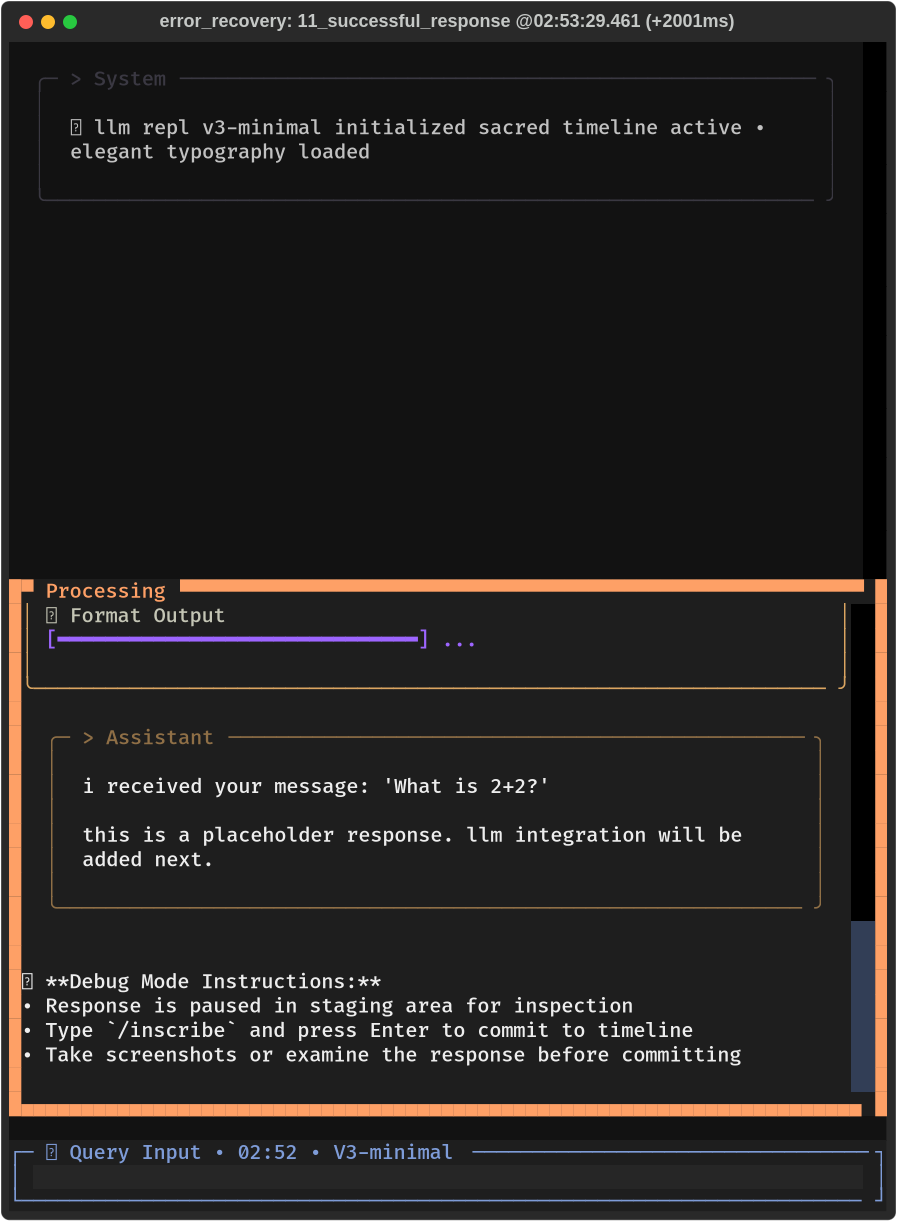 error_recovery: 11_successful_response @02:53:29.461 (+2001ms)
> System
⍰ llm repl v3-minimal initialized sacred timeline active •
elegant typography loaded
Processing
⍰ Format Output
[━━━━━━━━━━━━━━━━━━━━━━━━━━━━━━] ...
> Assistant
i received your message: 'What is 2+2?'
this is a placeholder response. llm integration will be
added next.
⍰ **Debug Mode Instructions:**
• Response is paused in staging area for inspection
• Type `/inscribe` and press Enter to commit to timeline
• Take screenshots or examine the response before committing
⍰ Query Input • 02:52 • V3-minimal